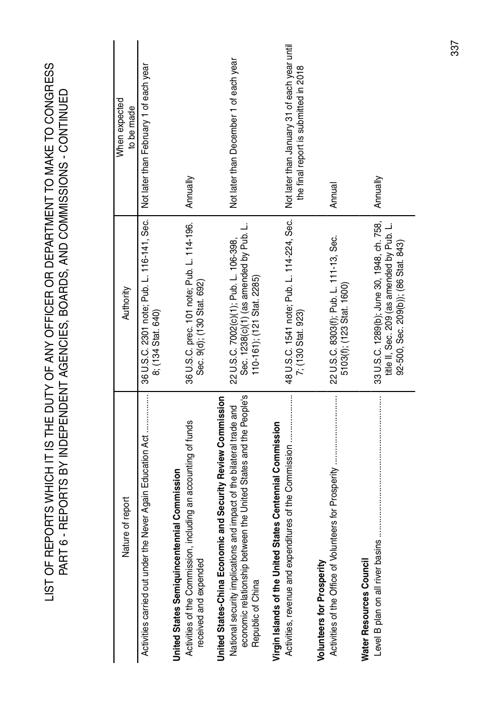 LIST OF REPORTS WHICH IT IS THE DUTY OF ANY OFFICER OR DEPARTMENT TO MAKE TO CONGRESS
PART 6 - REPORTS BY INDEPENDENT AGENCIES, BOARDS, AND COMMISSIONS - CONTINUED
Nature of report
Authority
When expected
to be made
Activities carried out under the Never Again Education Act ................
36 U.S.C. 2301 note; Pub. L. 116-141, Sec.
8; (134 Stat. 640)
Not later than February 1 of each year
United States Semiquincentennial Commission
Activities of the Commission, including an accounting of funds
received and expended
36 U.S.C. prec. 101 note; Pub. L. 114-196.
Sec. 9(d); (130 Stat. 692)
Annually
United States-China Economic and Security Review Commission
National security implications and impact of the bilateral trade and
economic relationship between the United States and the People's
Republic of China
22 U.S.C. 7002(c)(1); Pub. L. 106-398,
Sec. 1238(c)(1) (as amended by Pub. L.
110-161); (121 Stat. 2285)
Not later than December 1 of each year
Virgin Islands of the United States Centennial Commission
Activities, revenue and expenditures of the Commission ..................
48 U.S.C. 1541 note; Pub. L. 114-224, Sec.
7; (130 Stat. 923)
Not later than January 31 of each year until
the final report is submitted in 2018
Volunteers for Prosperity
Activities of the Office of Volunteers for Prosperity ..........................
22 U.S.C. 8303(f); Pub. L. 111-13, Sec.
5103(f); (123 Stat. 1600)
Annual
Water Resources Council
Level B plan on all river basins ......................................................
33 U.S.C. 1289(b); June 30, 1948, ch. 758,
title II, Sec. 209 (as amended by Pub. L.
92-500, Sec. 209(b)); (86 Stat. 843)
Annually
337